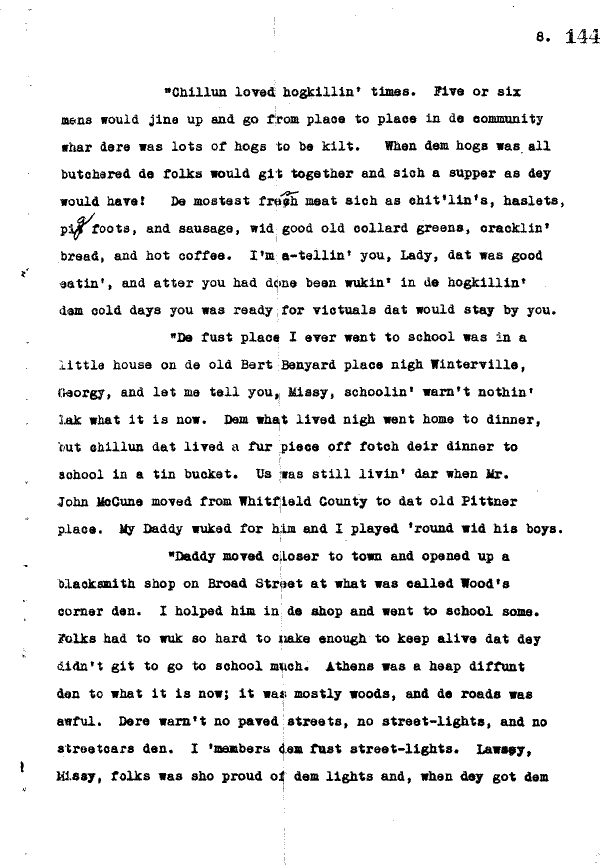 8. 144
"Chillun loved hogkillin' times. Five or six
mens would jine up and go from place to place in de community
whar dere was lots of hogs to be kilt. When dem hogs was all
butchered de folks would git together and sich a supper as dey
would have! De mostest fresh meat sich as chit'lin's, haslets,
pig foots, and sausage, wid good old collard greens, cracklin'
bread, and hot coffee. I'm a-tellin' you, Lady, dat was good
eatin', and atter you had done been wukin' in de hogkillin'
dem cold days you was ready for victuals dat would stay by you.
"De fust place I ever went to school was in a
little house on de old Bert Benyard place nigh Winterville,
Georgy, and let me tell you, Missy, schoolin' warn't nothin'
lak what it is now. Dem what lived nigh went home to dinner,
but chillun dat lived a fur piece off fotch deir dinner to
school in a tin bucket. Us was still livin' dar when Mr.
John McCune moved from Whitfield County to dat old Pittner
place. My Daddy wuked for him and I played 'round wid his boys.
"Daddy moved closer to town and opened up a
blacksmith shop on Broad Street at what was called Wood's
corner den. I holped him in de shop and went to school some.
Folks had to wuk so hard to make enough to keep alive dat dey
didn't git to go to school much. Athens was a heap diffunt
den to what it is now; it was mostly woods, and de roads was
awful. Dere warn't no paved streets, no street-lights, and no
streetcars den. I 'members dem fust street-lights. Lawsey,
Missy, folks was sho proud of dem lights and, when dey got dem